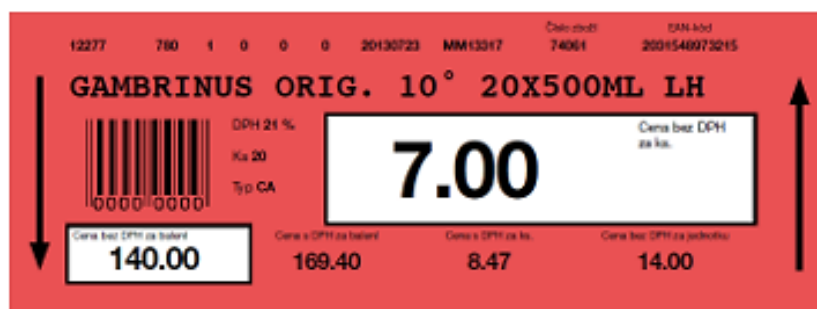 Číslo zboží EAN-kód
12277 780 1 0 0 0 20130723 MM13317 74061 2031548973215
GAMBRINUS ORIG. 10° 20X500ML LH
DPH 21 %
Cena bez DPH
za ks.
Ks 20
7.00
Typ CA
0000 0000
Cena bez DPH za balení Cena s DPH za balení Cena s DPH za ks. Cena bez DPH za jednotku
140.00 169.40 8.47 14.00